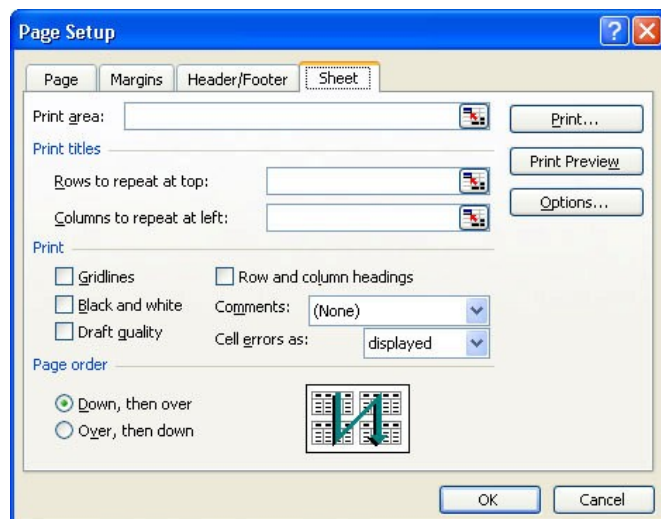 Page Setup
Page Margins Header/Footer Sheet
Print area:
Print...
Print titles
Print Preview
Rows to repeat at top:
Options...
Columns to repeat at left:
Print
Gridlines
Row and column headings
Black and white
Comments: (None)
Draft quality
Cell errors as: displayed
Page order
Down, then over
Over, then down
OK Cancel